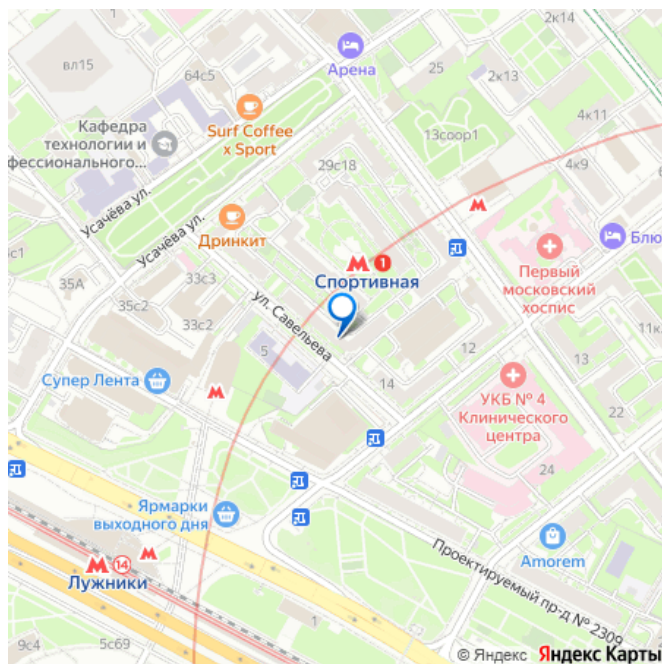 2к14
вл15
64с5
Арена
25
2к13
4к11
Surf Coffee
x Sport
13соор1
Кафедра
технологии и
фессионального...
29с18
4к9
Усачёва ул.
Усачёва ул.
Дринкит
М
с1
М 1
Спортивная
Первый
московский
хоспис
Блю
35А
33с3
35с2
33с2
ул. Савельева
5
12
11к
13
Супер Лента
М
14
УКБ № 4
Клинического
центра
22
24
Ярмарки
выходного дня
Amorem
М 14
М
Лужники
Проектируемый пр-д № 2309
1
9с4
5с69
© Яндекс Яндекс Карты